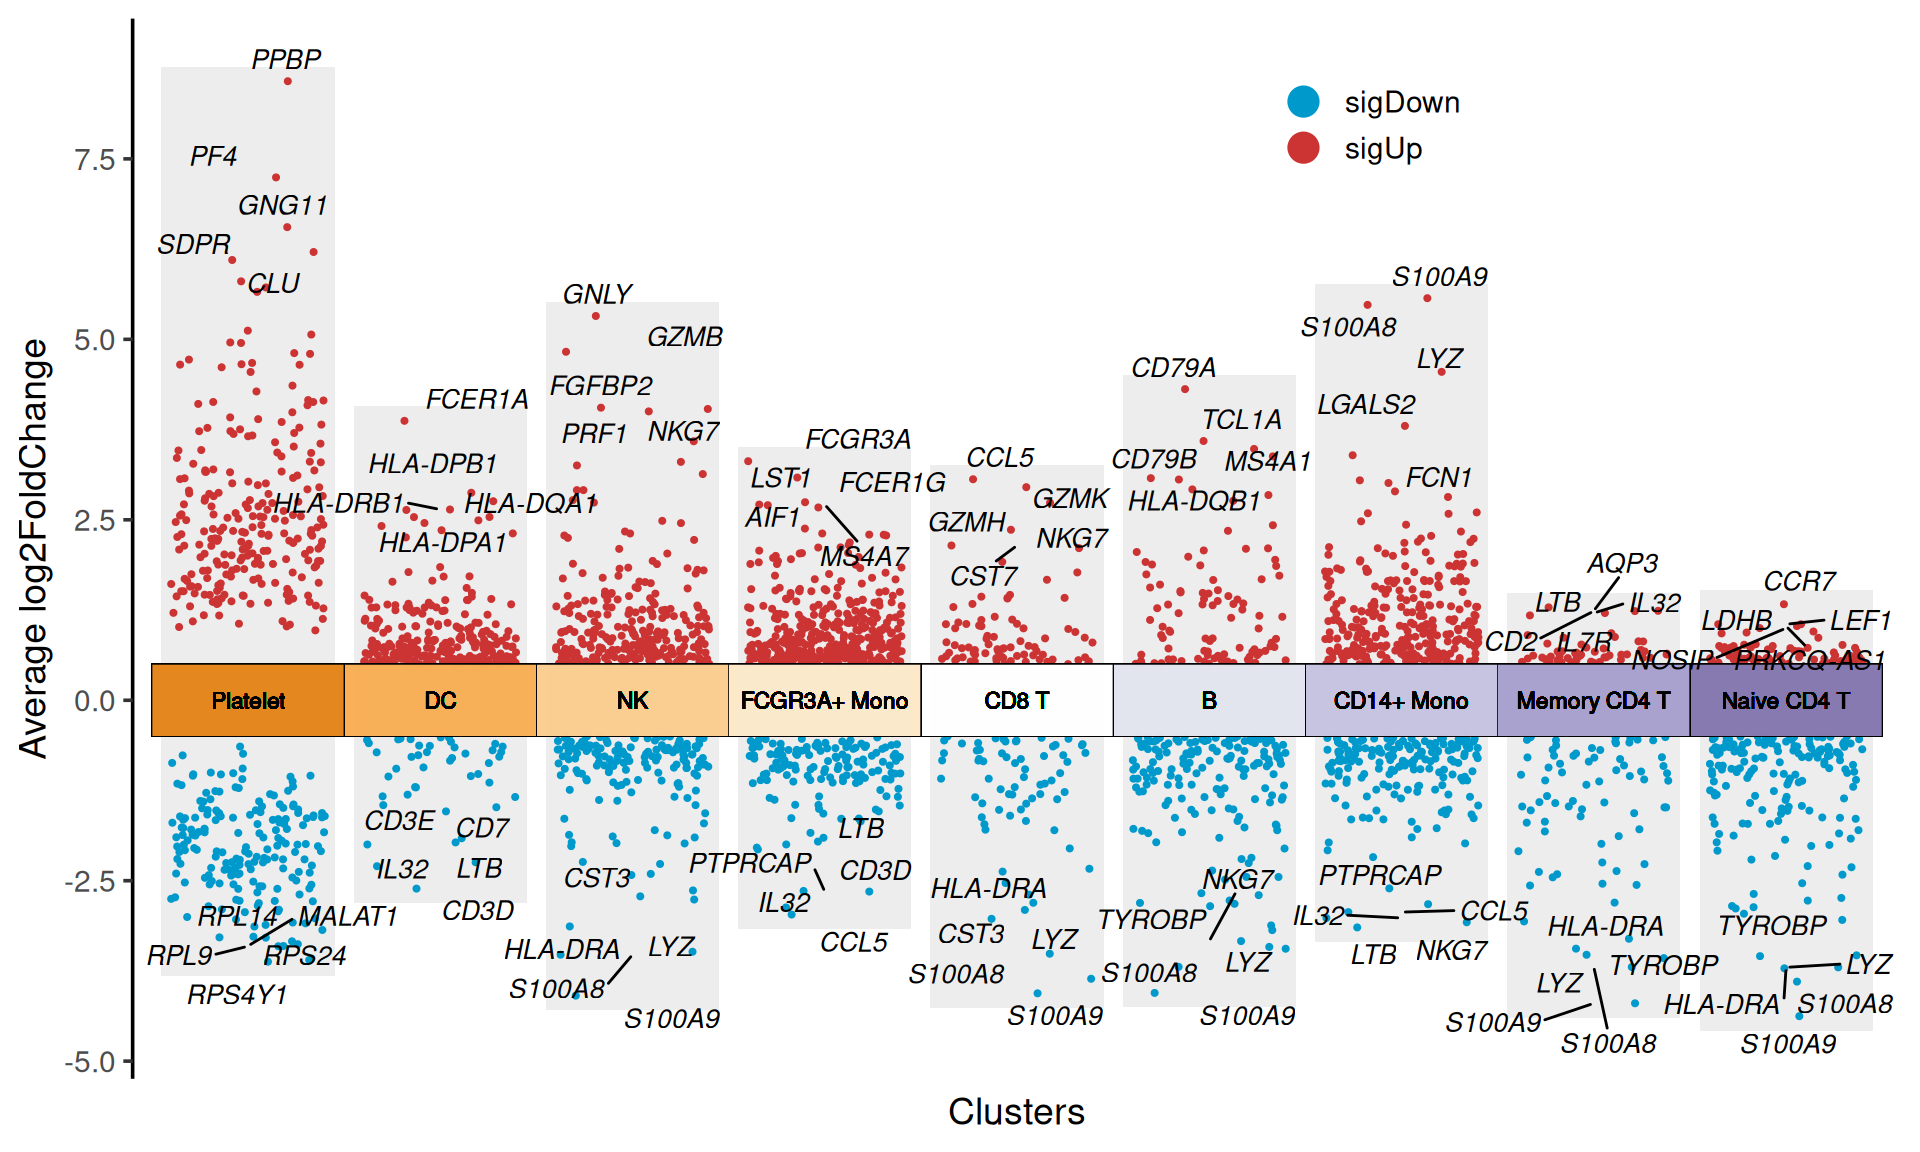 Average log2FoldChange
7.5
5.0
2.5
0.0
-2.5
-5.0
sigDown
sigUp
PPBP
PF4
GNG11
SDPR
CLU
FCER1A
HLA-DPB1
HLA-DRB1
HLA-DQA1
HLA-DPA1
GNLY
GZMB
FGFBP2
PRF1
NKG7
FCGR3A
LST1
FCER1G
AIF1
MS4A7
CCL5
GZMK
GZMH
NKG7
CST7
CD79A
TCL1A
CD79B
MS4A1
HLA-DQB1
S100A9
S100A8
LYZ
LGALS2
FCN1
AQP3
LTB
IL32
CD2
IL7R
CCR7
LDHB
LEF1
NOSIP
PRKCQ-AS1
Platelet
DC
NK
FCGR3A+ Mono
CD8 T
B
CD14+ Mono
Memory CD4 T
Naive CD4 T
RPL14
MALAT1
RPL9
RPS24
RPS4Y1
CD3E
CD7
IL32
LTB
CD3D
CST3
HLA-DRA
LYZ
S100A8
S100A9
LTB
PTPRCAP
CD3D
IL32
CCL5
HLA-DRA
CST3
LYZ
S100A8
S100A9
NKG7
TYROBP
LYZ
S100A8
S100A9
PTPRCAP
IL32
CCL5
LTB
NKG7
HLA-DRA
TYROBP
LYZ
S100A9
S100A8
TYROBP
LYZ
HLA-DRA
S100A8
S100A9
Clusters